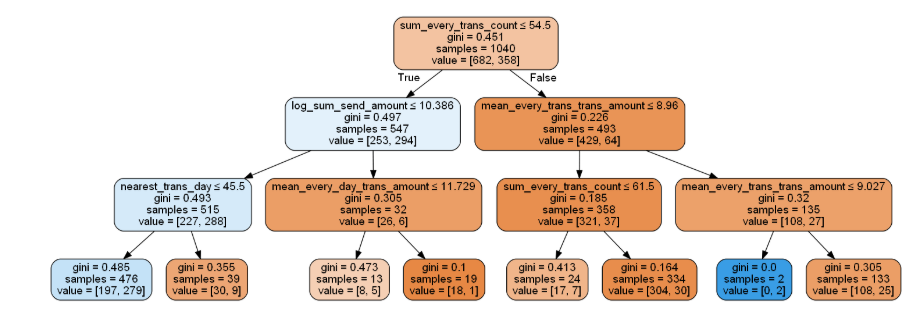 sum_every_trans_count ≤ 54.5
gini = 0.451
samples = 1040
value = [682, 358]
True
False
log_sum_send_amount ≤ 10.386
gini = 0.497
samples = 547
value = [253, 294]
mean_every_trans_trans_amount ≤ 8.96
gini = 0.226
samples = 493
value = [429, 64]
nearest_trans_day ≤ 45.5
gini = 0.493
samples = 515
value = [227, 288]
mean_every_day_trans_amount ≤ 11.729
gini = 0.305
samples = 32
value = [26, 6]
sum_every_trans_count ≤ 61.5
gini = 0.185
samples = 358
value = [321, 37]
mean_every_trans_trans_amount ≤ 9.027
gini = 0.32
samples = 135
value = [108, 27]
gini = 0.485
samples = 476
value = [197, 279]
gini = 0.355
samples = 39
value = [30, 9]
gini = 0.473
samples = 13
value = [8, 5]
gini = 0.1
samples = 19
value = [18, 1]
gini = 0.413
samples = 24
value = [17, 7]
gini = 0.164
samples = 334
value = [304, 30]
gini = 0.0
samples = 2
value = [0, 2]
gini = 0.305
samples = 133
value = [108, 25]